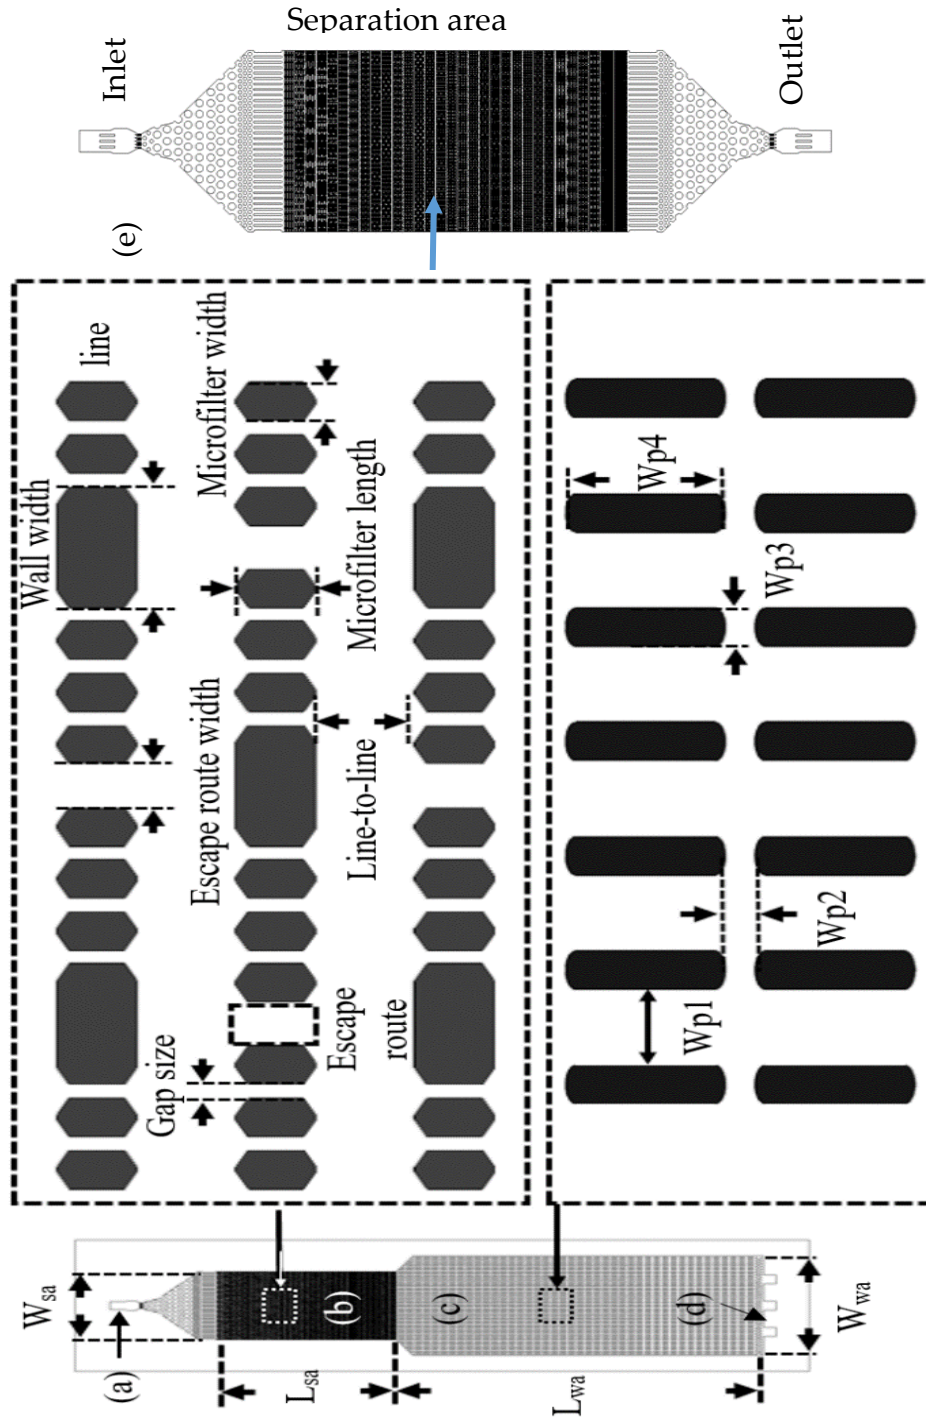 Separation area
Inlet
Outlet
(e)
line
Wall width
Microfilter width
Microfilter length
Escape route width
Line-to-line
Gap size
Escape
route
Wp4
Wp3
Wp2
Wp1
Wsa
(a)
(b)
Lsa
(c)
(d)
Lwa
Wwa